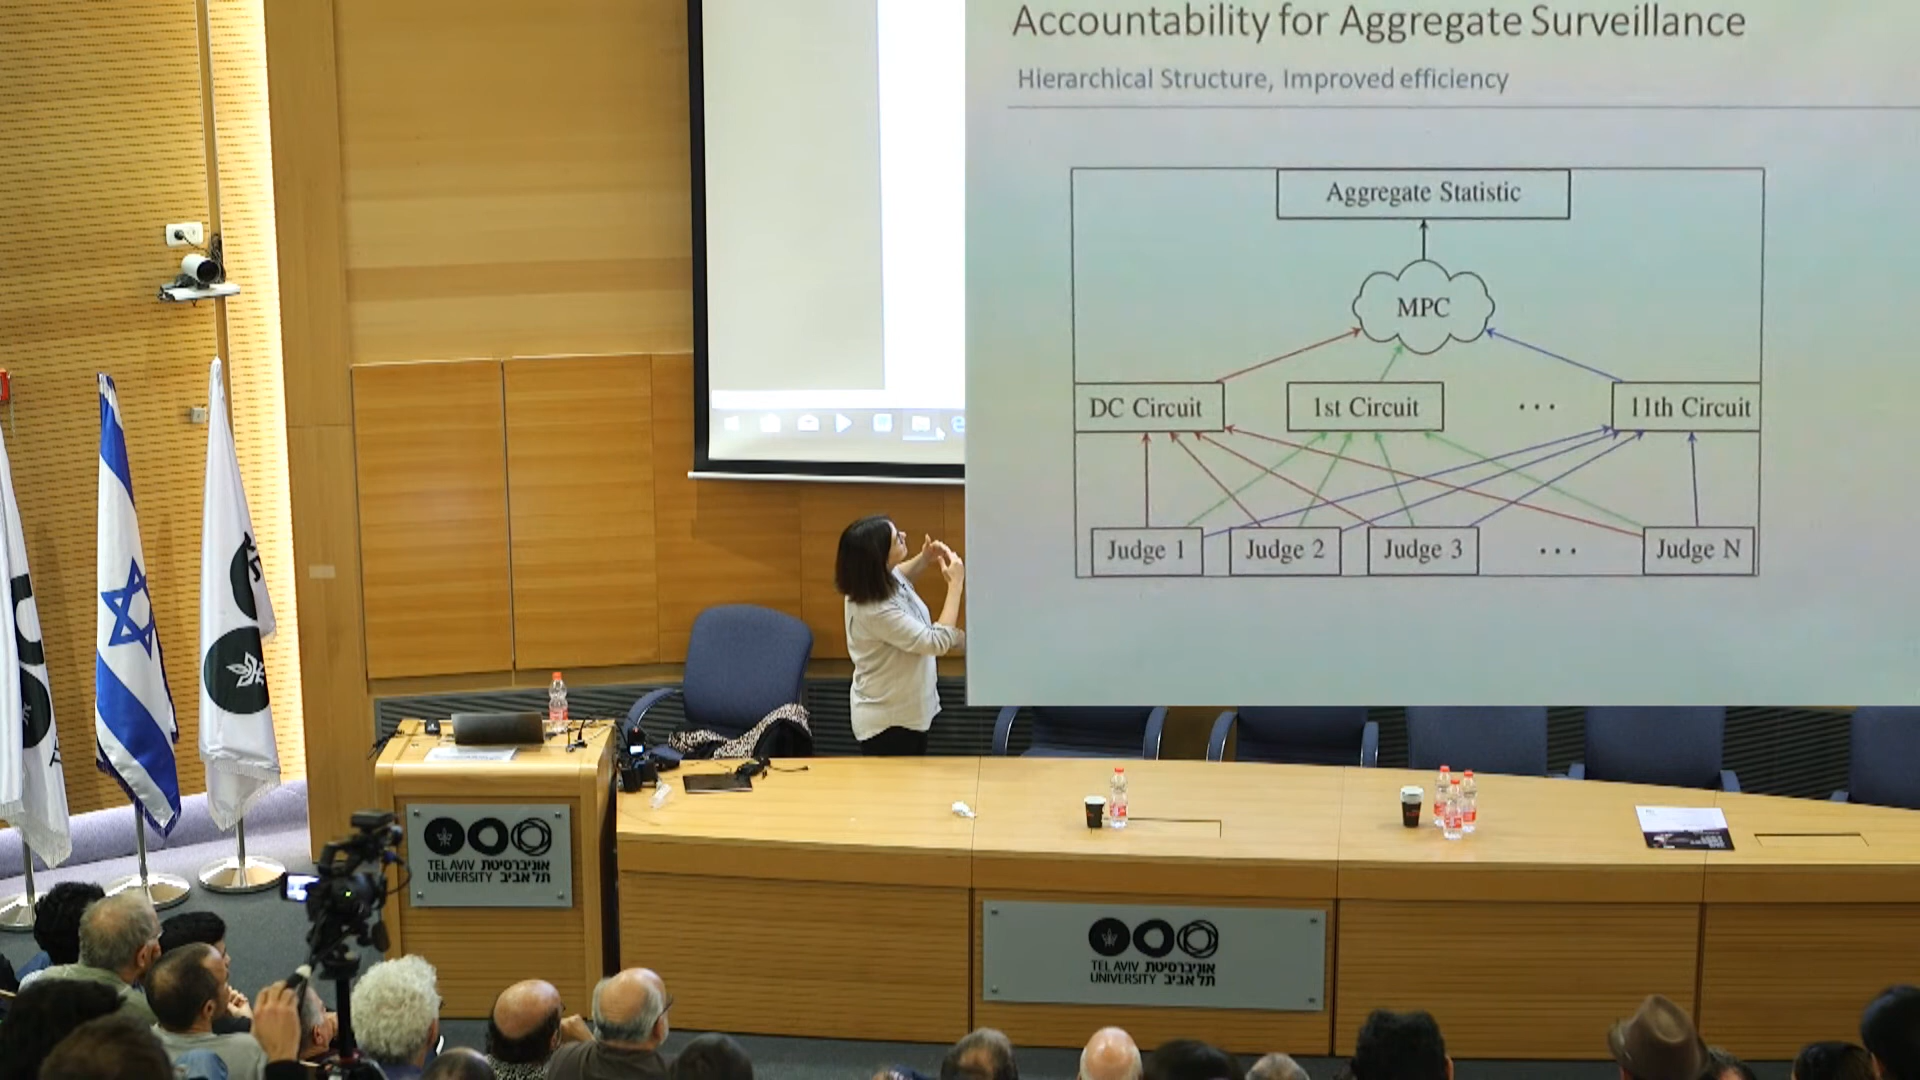 Accountability for Aggregate Surveillance
Hierarchical Structure, Improved efficiency
Aggregate Statistic
MPC
DC Circuit
1st Circuit
...
11th Circuit
Judge 1
Judge 2
Judge 3
...
Judge N
TEL AVIV אוניברסיטת
UNIVERSITY תל אביב
TEL AVIV אוניברסיטת
UNIVERSITY תל אביב